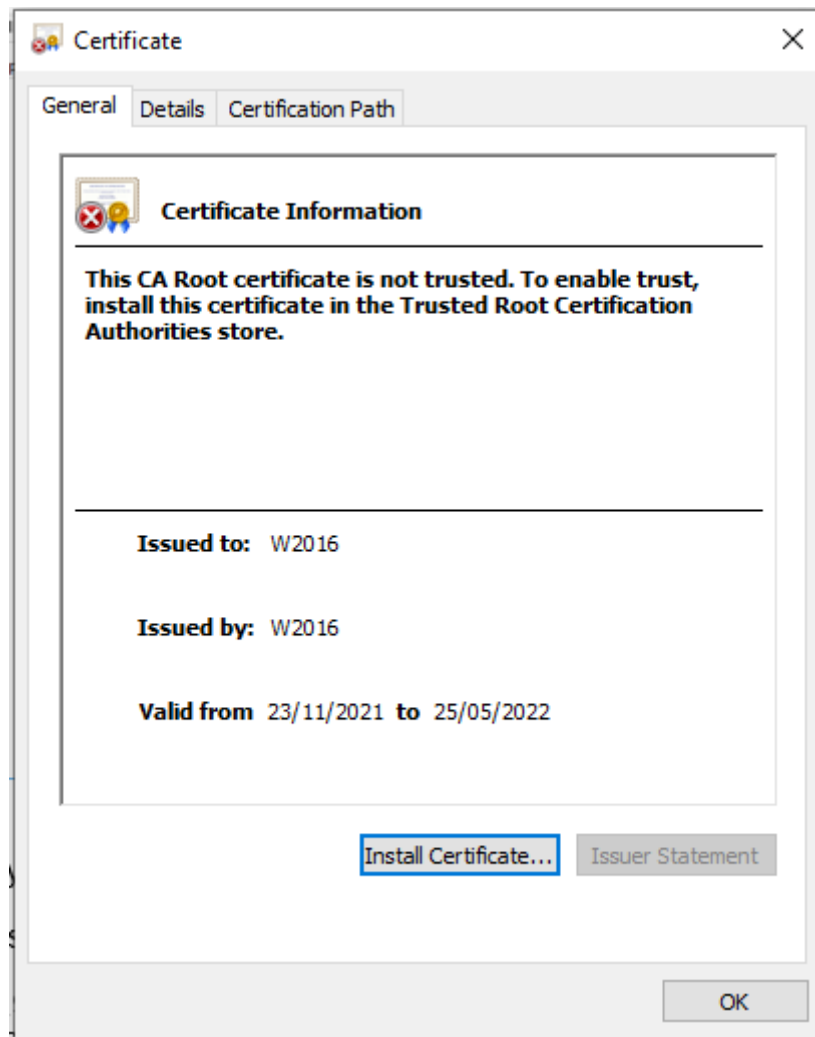 Certificate
General Details Certification Path
Certificate Information
This CA Root certificate is not trusted. To enable trust,
install this certificate in the Trusted Root Certification
Authorities store.
Issued to: W2016
Issued by: W2016
Valid from 23/11/2021 to 25/05/2022
Install Certificate... Issuer Statement
OK